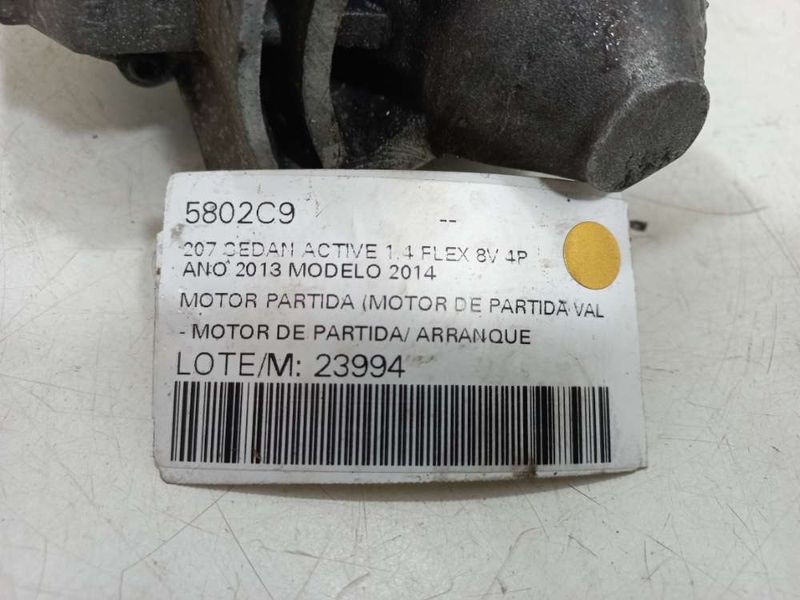 5802C9 --
207 SEDAN ACTIVE 1.4 FLEX 8V 4P
ANO 2013 MODELO 2014
MOTOR PARTIDA (MOTOR DE PARTIDA VAL
- MOTOR DE PARTIDA/ ARRANQUE
LOTE/M: 23994